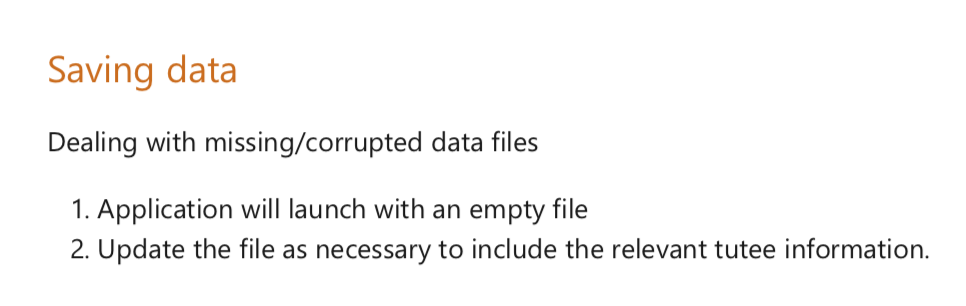 Saving data
Dealing with missing/corrupted data files
1. Application will launch with an empty file
2. Update the file as necessary to include the relevant tutee information.